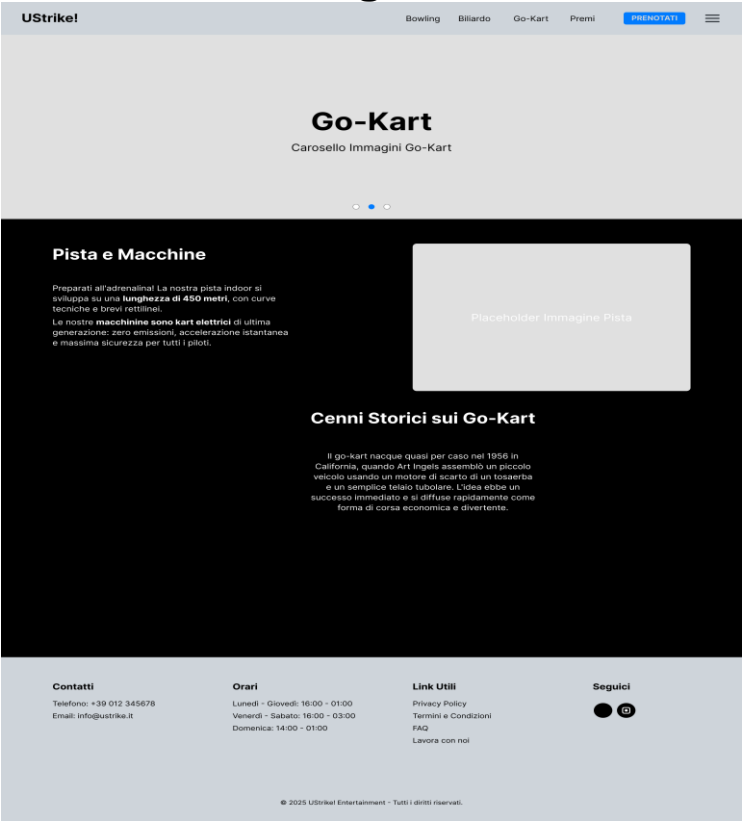 UStrike!
Bowling Biliardo Go-Kart Premi PRENOTATI
Go-Kart
Carosello Immagini Go-Kart
Pista e Macchine
Preparati all'adrenalina! La nostra pista indoor si
sviluppa su una lunghezza di 450 metri, con curve
tecniche e brevi rettilinei.
Le nostre macchinine sono kart elettrici di ultima
generazione: zero emissioni, accelerazione istantanea
e massima sicurezza per tutti i piloti.
Placeholder Immagine Pista
Cenni Storici sui Go-Kart
Il go-kart nacque quasi per caso nel 1956 in
California, quando Art Ingels assemblò un piccolo
veicolo usando un motore di scarto di un tosaerba
e un semplice telaio tubolare. L'idea ebbe un
successo immediato e si diffuse rapidamente come
forma di corsa economica e divertente.
Contatti
Telefono: +39 012 345678
Email: info@ustrike.it
Orari
Lunedì - Giovedì: 16:00 - 01:00
Venerdì - Sabato: 16:00 - 03:00
Domenica: 14:00 - 01:00
Link Utili
Privacy Policy
Termini e Condizioni
FAQ
Lavora con noi
Seguici
© 2025 UStrike! Entertainment - Tutti i diritti riservati.